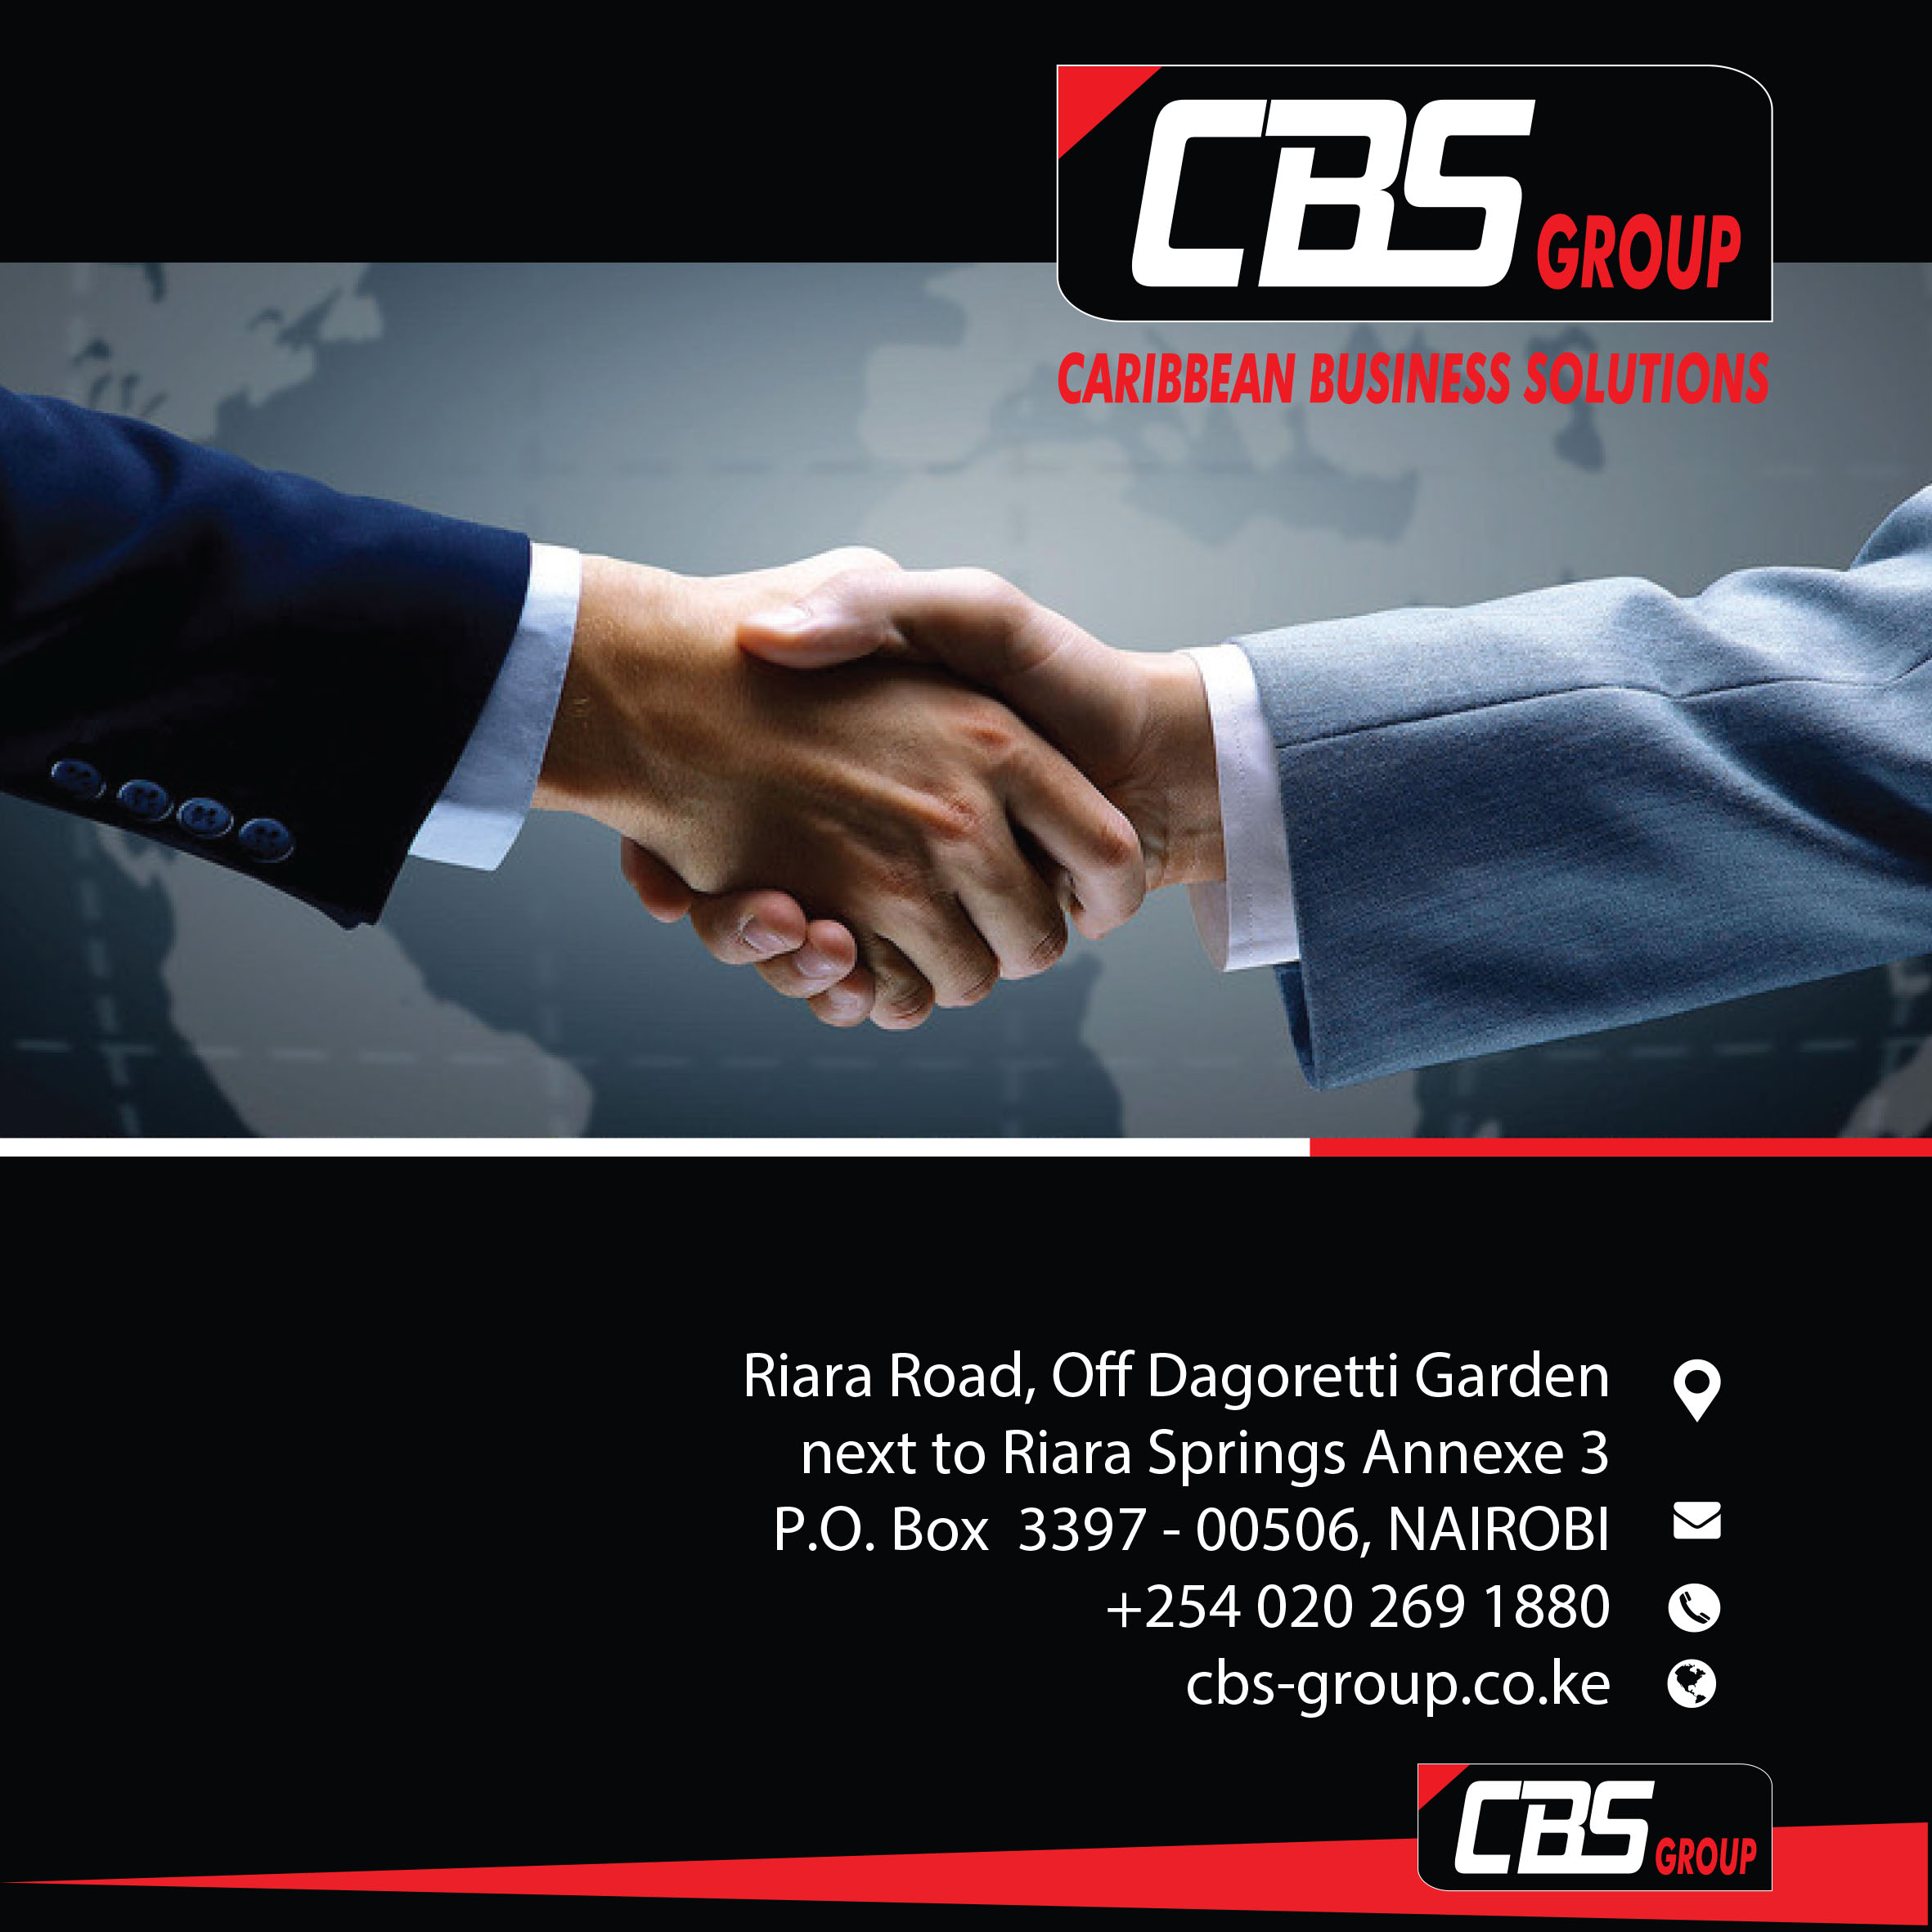 CBS GROUP
CARIBBEAN BUSINESS SOLUTIONS
Riara Road, Off Dagoretti Garden
next to Riara Springs Annexe 3
P.O. Box  3397 - 00506, NAIROBI
+254 020 269 1880
cbs-group.co.ke
CBS GROUP